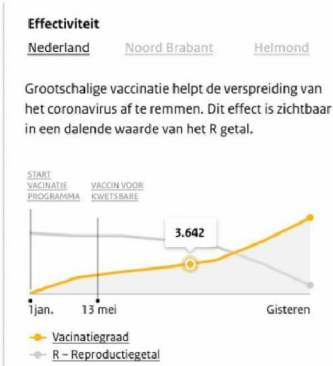 Effectiviteit
Nederland Noord Brabant Helmond
Grootschalige vaccinatie helpt de verspreiding van
het coronavirus af te remmen. Dit effect is zichtbaar
in een dalende waarde van het R getal.
START
VACINATIE VACCIN VOOR
PROGRAMMA KWETSBARE
3.642
1jan. 13 mei Gisteren
Vacinatiegraad
R – Reproductiegetal